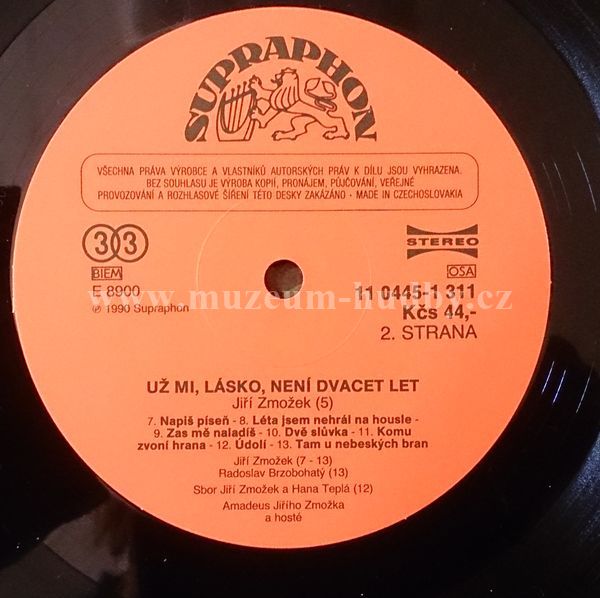 SUPRAPHON
VŠECHNA PRÁVA VÝROBCE A VLASTNÍKŮ AUTORSKÝCH PRÁV K DÍLU JSOU VYHRAZENA.
BEZ SOUHLASU JE VÝROBA KOPIÍ, PRONÁJEM, PŮJČOVÁNÍ, VEŘEJNÉ
PROVOZOVÁNÍ A ROZHLASOVÉ ŠÍŘENÍ TÉTO DESKY ZAKÁZÁNO · MADE IN CZECHOSLOVAKIA
33
STEREO
BIEM
OSA
E 8900
11 0445-1 311
℗ 1990 Supraphon
Kčs 44,-
2. STRANA
www.muzeum-hudby.cz
UŽ MI, LÁSKO, NENÍ DVACET LET
Jiří Zmožek (5)
7. Napiš píseň - 8. Léta jsem nehrál na housle -
9. Zas mě naladíš - 10. Dvě slůvka - 11. Komu
zvoní hrana - 12. Údolí - 13. Tam u nebeských bran
Jiří Zmožek (7 - 13)
Radoslav Brzobohatý (13)
Sbor Jiří Zmožek a Hana Teplá (12)
Amadeus Jiřího Zmožka
a hosté